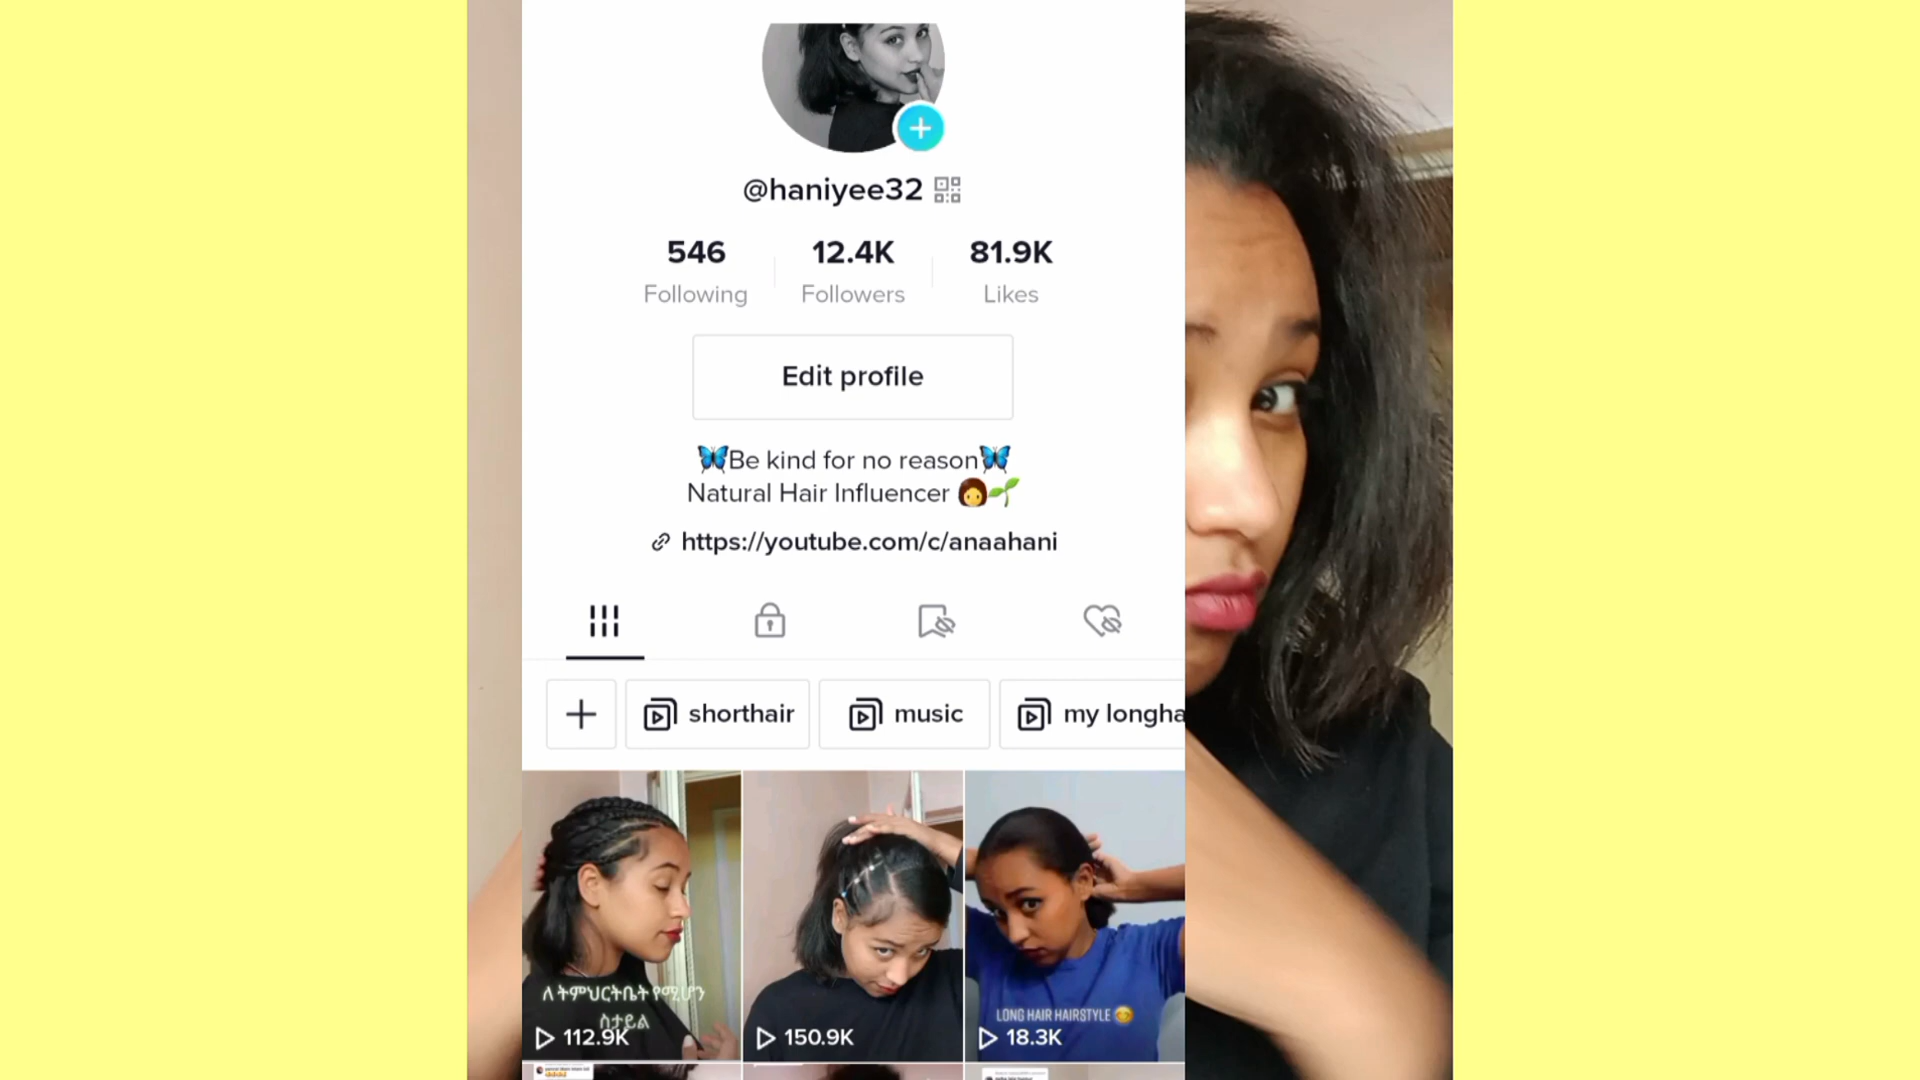 @haniyee32
546 12.4K 81.9K
Following Followers Likes
Edit profile
🦋Be kind for no reason🦋
Natural Hair Influencer 👩🌱
https://youtube.com/c/anaahani
shorthair music my longha
ለ ትምህርትቤት የሚሆን
ስታይል
LONG HAIR HAIRSTYLE 😊
112.9K 150.9K 18.3K